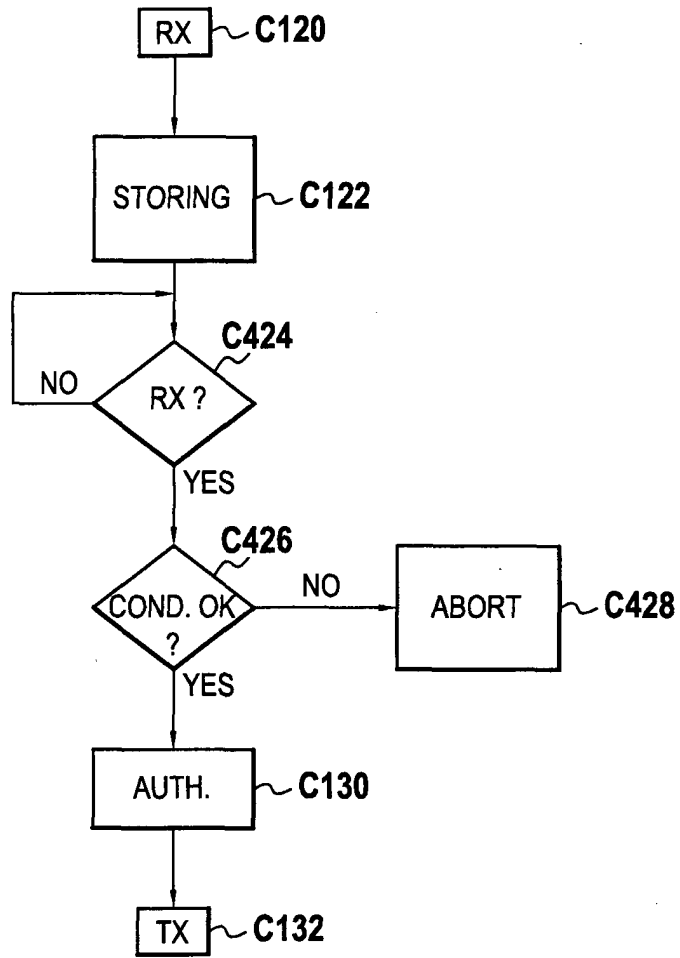 RX C120
STORING C122
C424
NO
RX ?
YES
C426
COND. OK
?
NO
ABORT C428
YES
AUTH. C130
TX C132